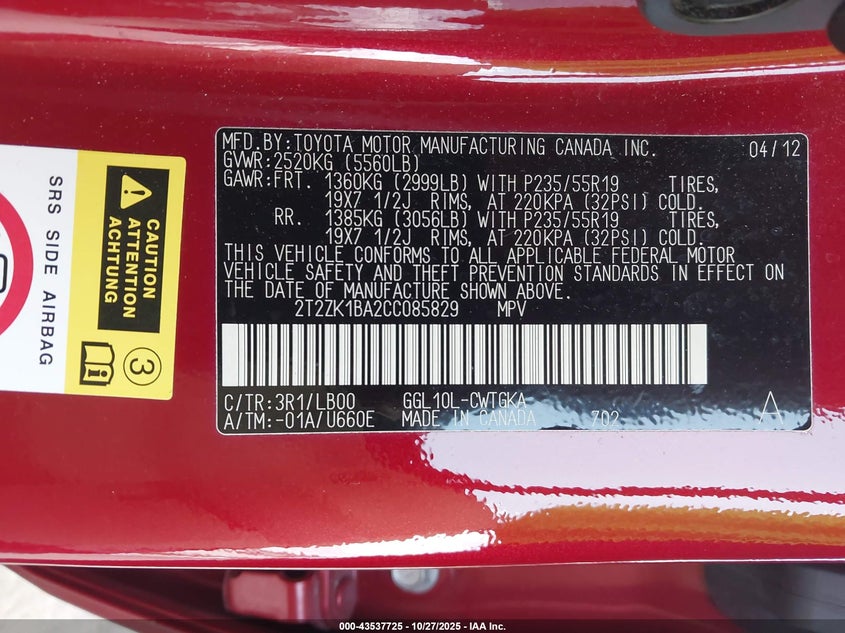 MFD.BY:TOYOTA MOTOR MANUFACTURING CANADA INC. 04/12
GVWR:2520KG (5560LB)
GAWR:FRT. 1360KG (2999LB) WITH P235/55R19 TIRES,
19X7 1/2J RIMS, AT 220KPA (32PSI) COLD.
RR. 1385KG (3056LB) WITH P235/55R19 TIRES,
19X7 1/2J RIMS, AT 220KPA (32PSI) COLD.
THIS VEHICLE CONFORMS TO ALL APPLICABLE FEDERAL MOTOR
VEHICLE SAFETY AND THEFT PREVENTION STANDARDS IN EFFECT ON
THE DATE OF MANUFACTURE SHOWN ABOVE.
2T2ZK1BA2CC085829 MPV
C/TR:3R1/LB00 GGL10L-CWTGKA A
A/TM:-01A/U660E MADE IN CANADA 702
CAUTION
ATTENTION
ACHTUNG
3
SRS SIDE AIRBAG
000-43537725 - 10/27/2025 - IAA Inc.